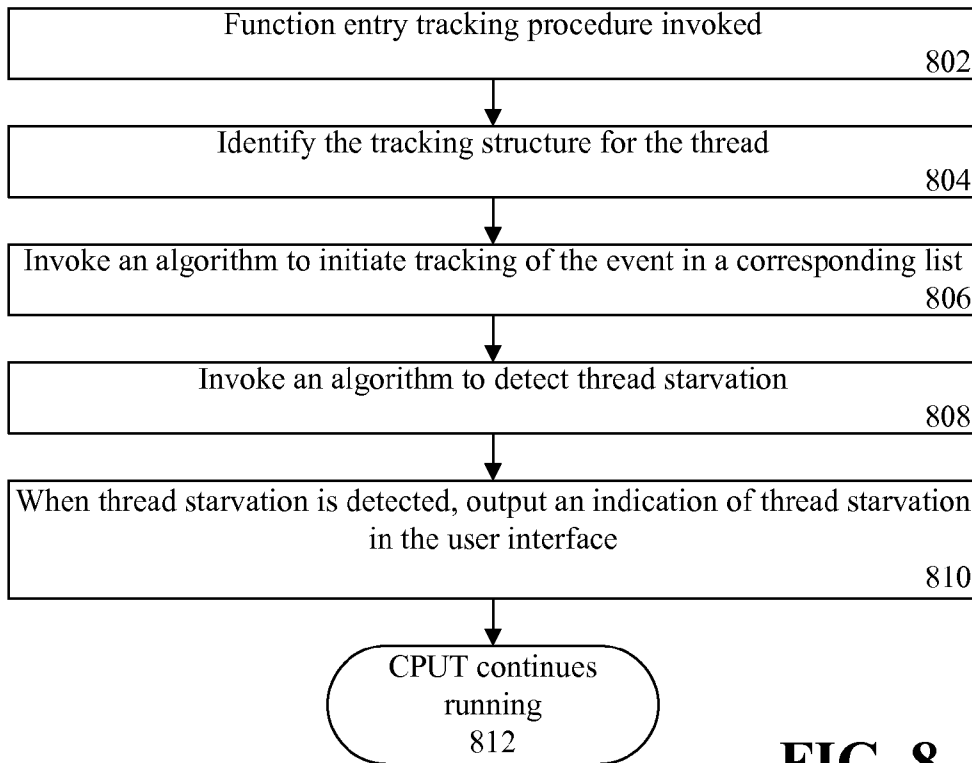 Function entry tracking procedure invoked
802
Identify the tracking structure for the thread
804
Invoke an algorithm to initiate tracking of the event in a corresponding list
806
Invoke an algorithm to detect thread starvation
808
When thread starvation is detected, output an indication of thread starvation
in the user interface
810
CPUT continues
running
812
FIG. 8